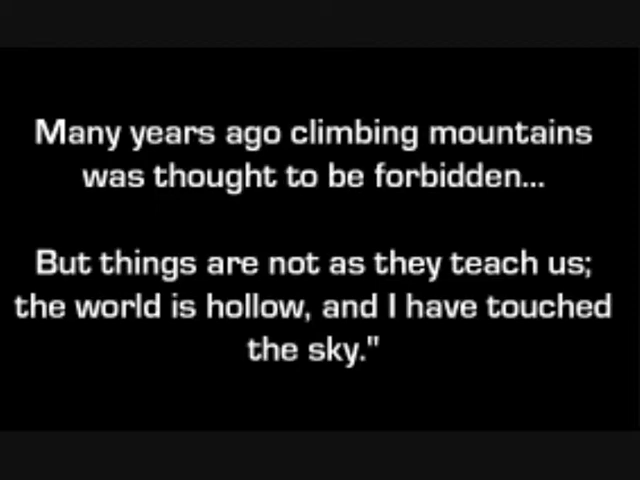 Many years ago climbing mountains
was thought to be forbidden...
But things are not as they teach us;
the world is hollow, and I have touched
the sky."